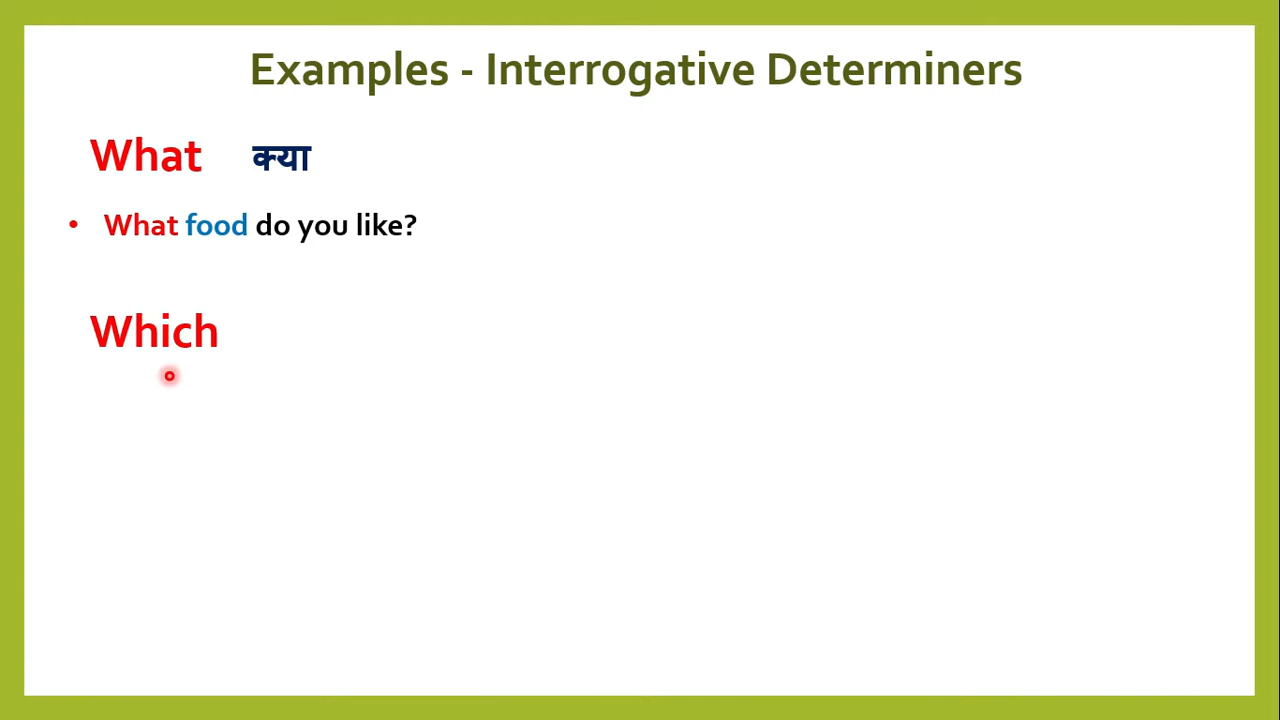 Examples - Interrogative Determiners
What क्या
• What food do you like?
Which